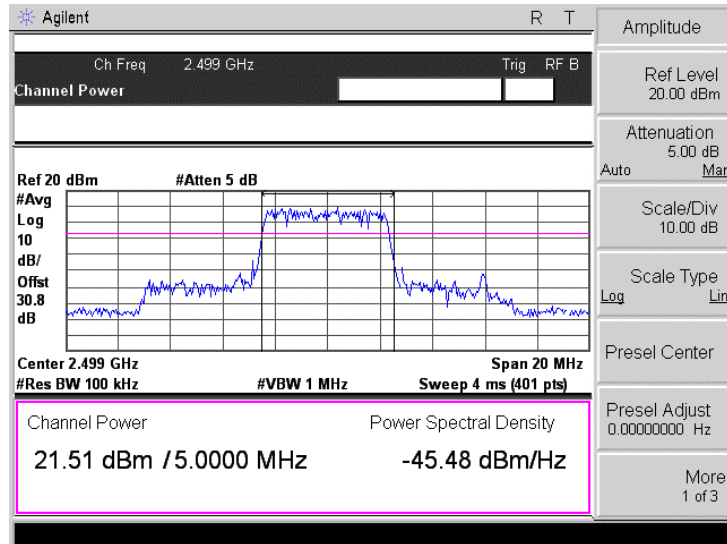 Agilent R T
Ch Freq 2.499 GHz Trig RF B
Channel Power
Ref 20 dBm #Atten 5 dB
#Avg
Log
10
dB/
Offst
30.8
dB
Center 2.499 GHz Span 20 MHz
#Res BW 100 kHz #VBW 1 MHz Sweep 4 ms (401 pts)
Channel Power Power Spectral Density
21.51 dBm / 5.0000 MHz -45.48 dBm/Hz
Amplitude
Ref Level
20.00 dBm
Attenuation
5.00 dB
Auto Man
Scale/Div
10.00 dB
Scale Type
Log Lin
Presel Center
Presel Adjust
0.00000000 Hz
More
1 of 3